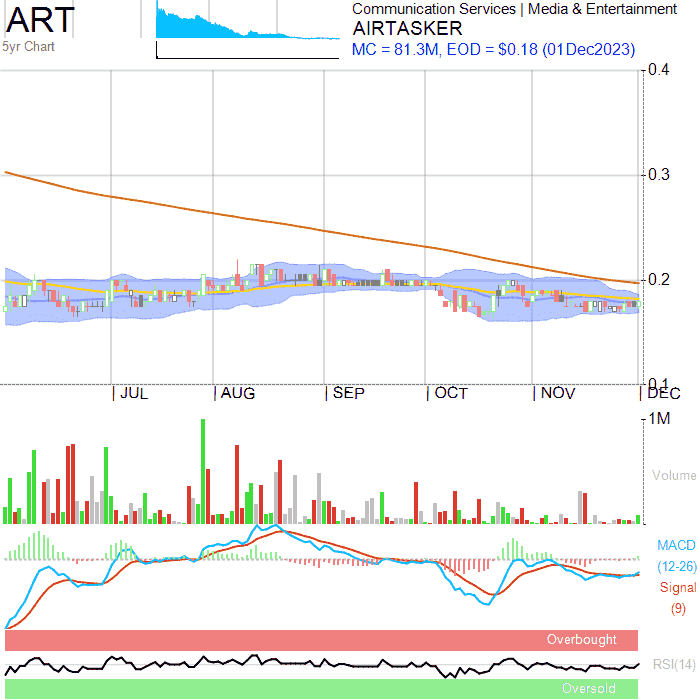 ART
5yr Chart
Communication Services | Media & Entertainment
AIRTASKER
MC = 81.3M, EOD = $0.18 (01Dec2023)
0.4
0.3
0.2
0.1
JUL
AUG
SEP
OCT
NOV
DEC
1M
Volume
MACD
(12-26)
Signal
(9)
Overbought
RSI(14)
Oversold